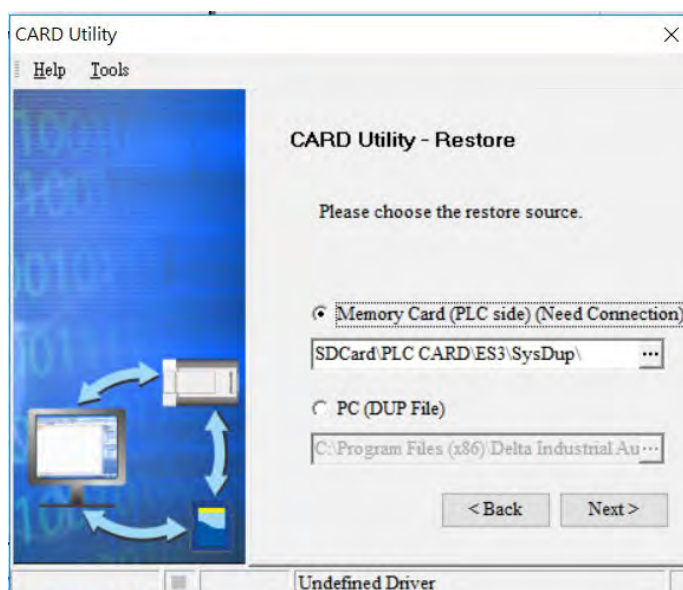 CARD Utility
Help Tools
CARD Utility - Restore
Please choose the restore source.
Memory Card (PLC side) (Need Connection)
SDCard\PLC CARD\ES3\SysDup\ ...
PC (DUP File)
C:\Program Files (x86)\Delta Industrial Au...
< Back Next >
Undefined Driver